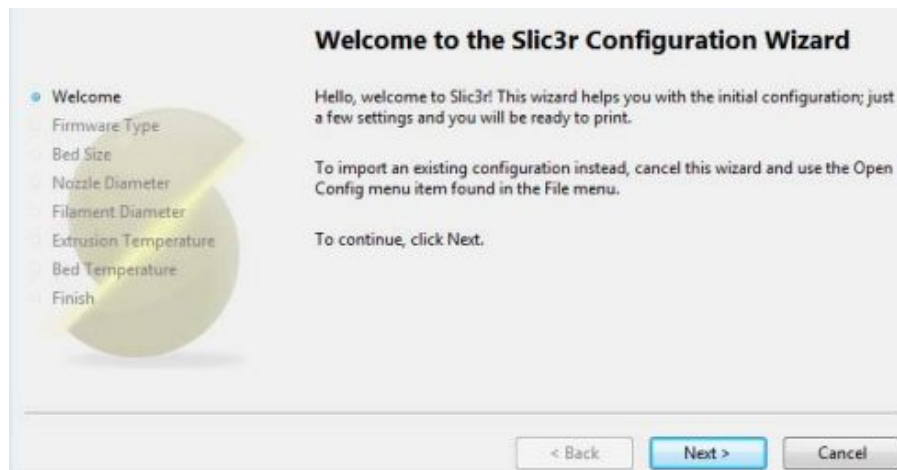 Welcome to the Slic3r Configuration Wizard
Welcome
Firmware Type
Bed Size
Nozzle Diameter
Filament Diameter
Extrusion Temperature
Bed Temperature
Finish
Hello, welcome to Slic3r! This wizard helps you with the initial configuration; just
a few settings and you will be ready to print.
To import an existing configuration instead, cancel this wizard and use the Open
Config menu item found in the File menu.
To continue, click Next.
< Back
Next >
Cancel